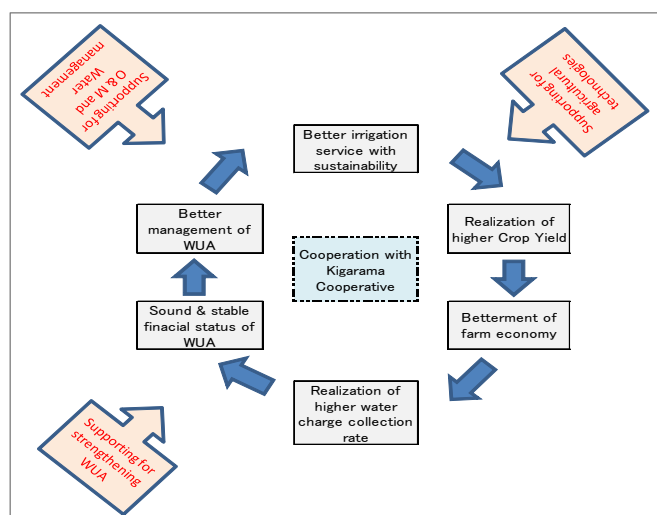 Supporting for
O & M and
Water
management
Supporting for
agricultural
technologies
Better irrigation
service with
sustainability
Better
management of
WUA
Realization of
higher Crop Yield
Cooperation with
Kigarama
Cooperative
Sound & stable
finacial status of
WUA
Betterment of
farm economy
Realization of
higher water
charge collection
rate
Supporting for
strengthening
WUA